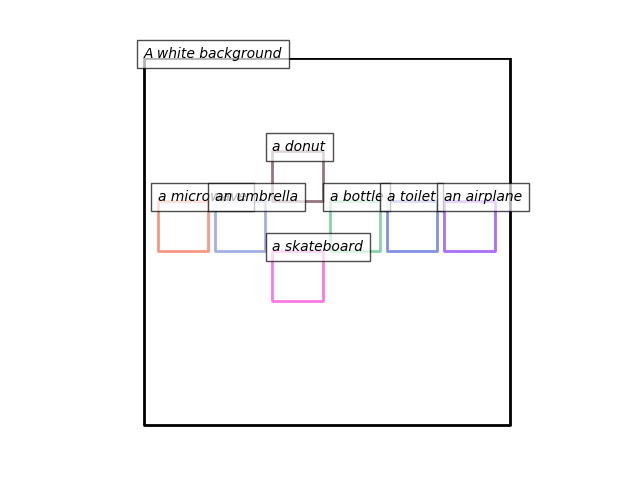 A white background
a donut
a microwave
an umbrella
a bottle
a toilet
an airplane
a skateboard